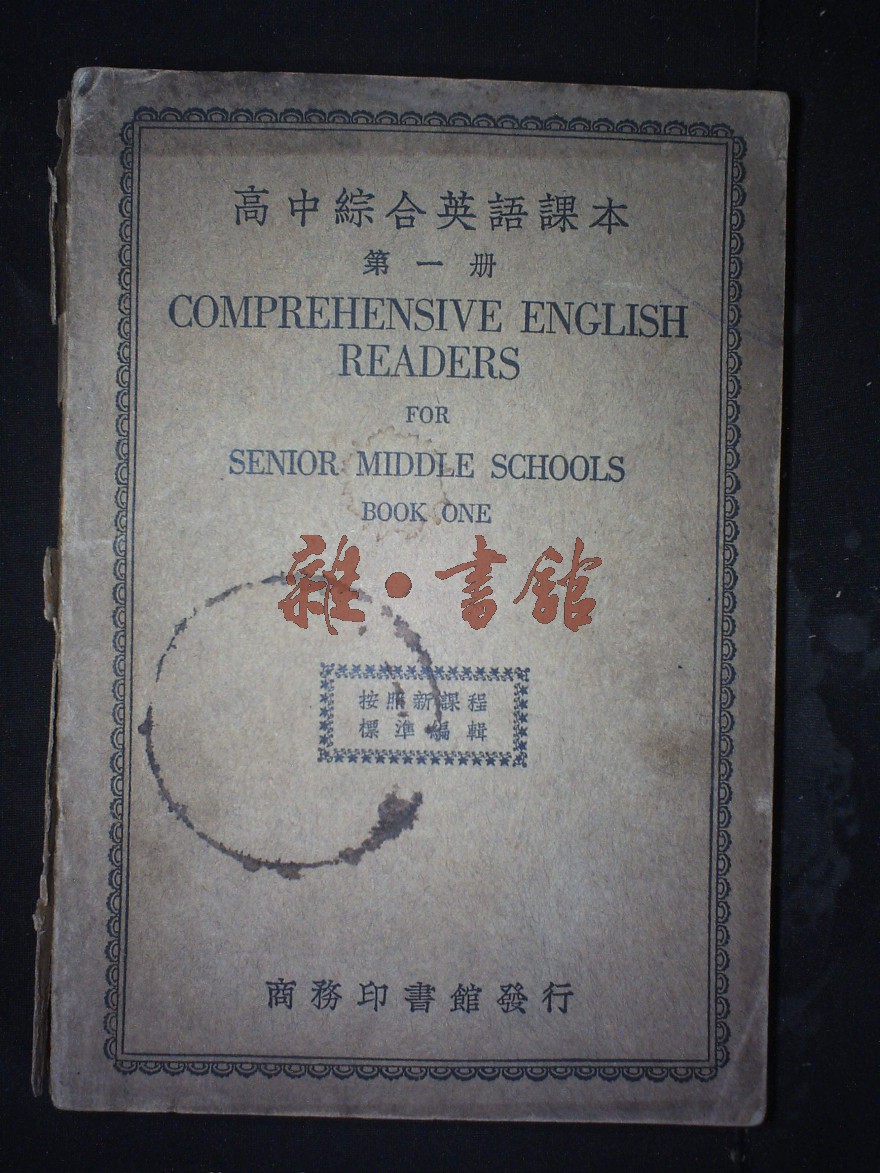 高中綜合英語課本
第一册
COMPREHENSIVE ENGLISH
READERS
FOR
SENIOR MIDDLE SCHOOLS
BOOK ONE
雜·書館
按照新課程
標準編輯
商務印書館發行